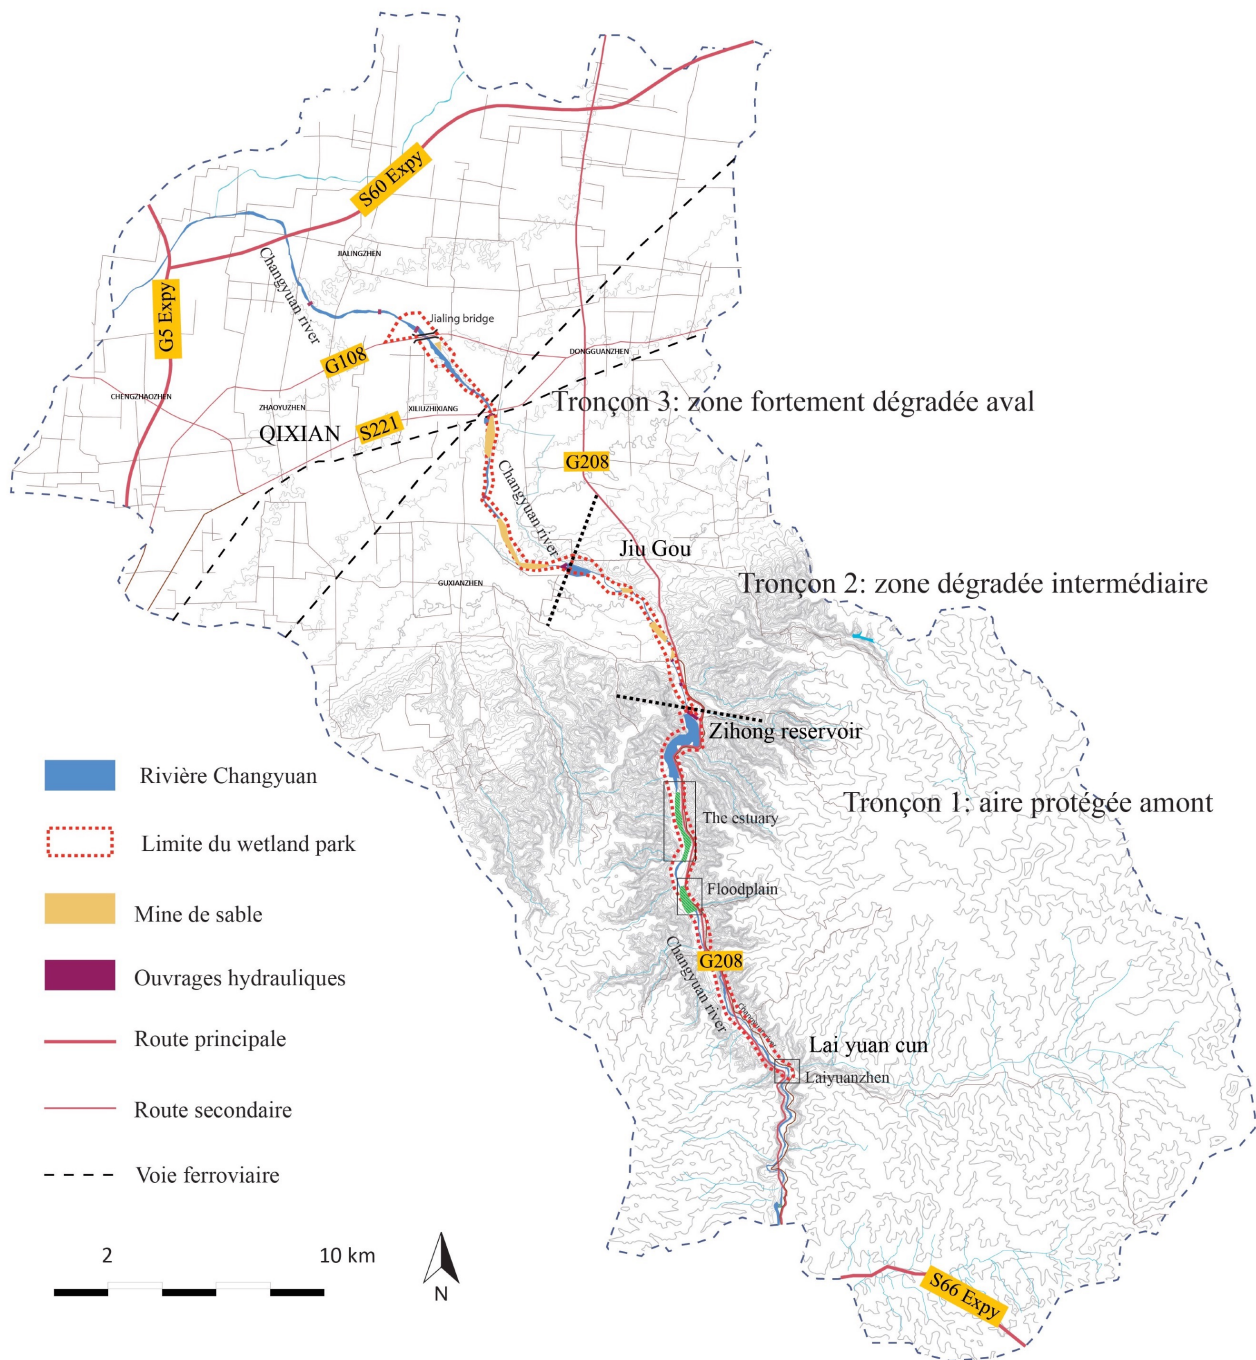 S60 Expy
JIALINGZHEN
Changyuan river
G5 Expy
Jialing bridge
G108
DONGGUANZHEN
CHENGZHAOZHEN
ZHAOYUZHEN
XILIUZHIXIANG
Tronçon 3: zone fortement dégradée aval
QIXIAN
S221
G208
Changyuan river
Jiu Gou
GUXIANZHEN
Tronçon 2: zone dégradée intermédiaire
Zihong reservoir
Tronçon 1: aire protégée amont
The estuary
Floodplain
Changyuan river
G208
Lai yuan cun
Laiyuanzhen
S66 Expy
Rivière Changyuan
Limite du wetland park
Mine de sable
Ouvrages hydrauliques
Route principale
Route secondaire
Voie ferroviaire
2 10 km
N